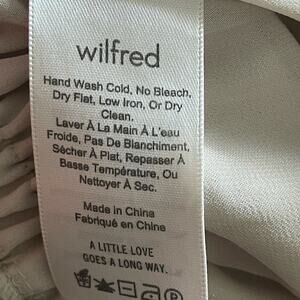 wilfred
Hand Wash Cold, No Bleach,
Dry Flat, Low Iron, Or Dry
Clean.
Laver À La Main À L'eau
Froide, Pas De Blanchiment,
Sécher À Plat, Repasser À
Basse Température, Ou
Nettoyer À Sec.
Made in China
Fabriqué en Chine
A LITTLE LOVE
GOES A LONG WAY.